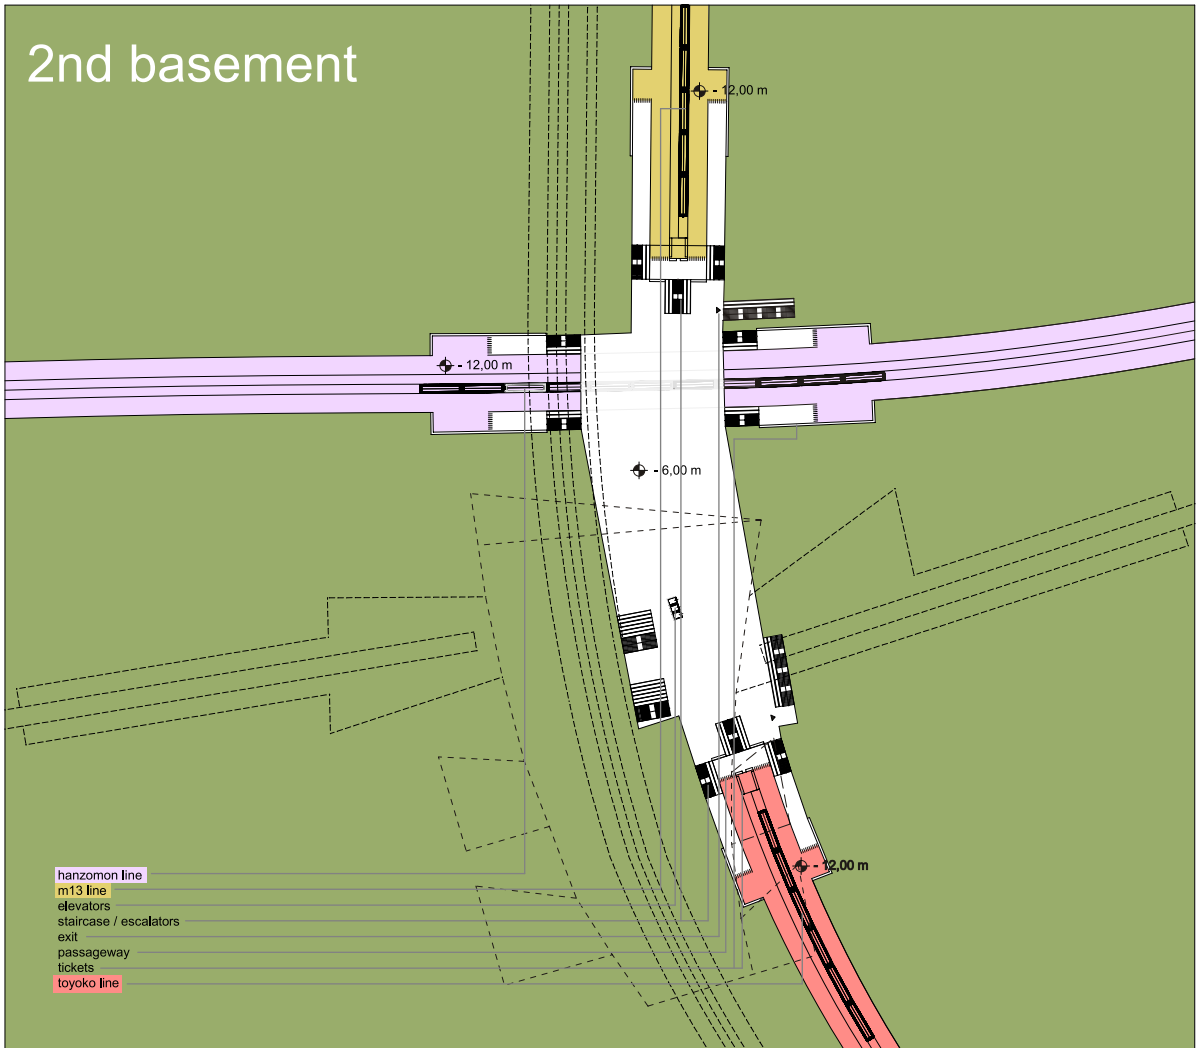 2nd basement
- 12,00 m
- 12,00 m
- 6,00 m
- 12,00 m
hanzomon line
m13 line
elevators
staircase / escalators
exit
passageway
tickets
toyoko line